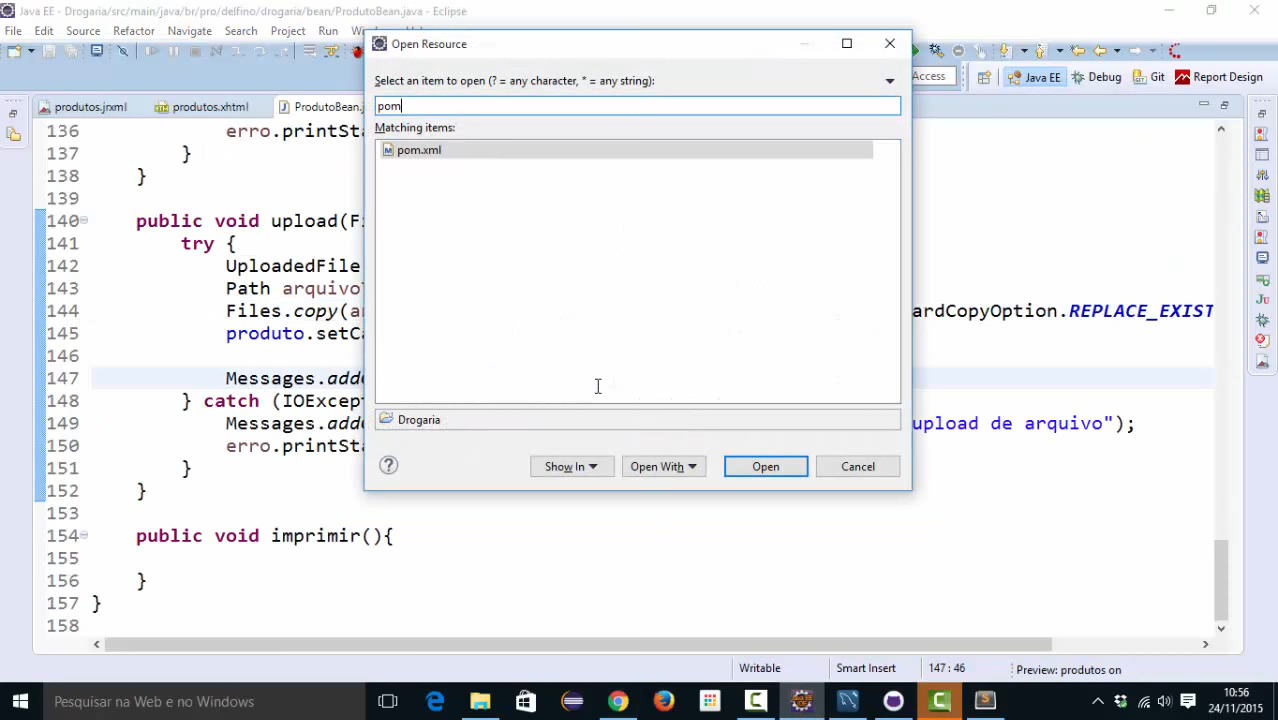 Java EE - Drogaria/src/main/java/br/pro/delfino/drogaria/bean/ProdutoBean.java - Eclipse
File Edit Source Refactor Navigate Search Project Run
Access Java EE Debug Git Report Design
produtos.jrxml produtos.xhtml ProdutoBean.j
Open Resource
Select an item to open (? = any character, * = any string):
pom
Matching items:
pom.xml
Drogaria
Show In Open With Open Cancel
136 erro.printSta
137 }
138 }
139
140 public void upload(Fi
141 try {
142 UploadedFile
143 Path arquivo
144 Files.copy(a ardCopyOption.REPLACE_EXIST
145 produto.setCa
146
147 Messages.add
148 } catch (IOExcept
149 Messages.add upload de arquivo");
150 erro.printSta
151 }
152 }
153
154 public void imprimir(){
155
156 }
157 }
158
Writable Smart Insert 147 : 46 Preview: produtos on
Pesquisar na Web e no Windows
10:56
24/11/2015